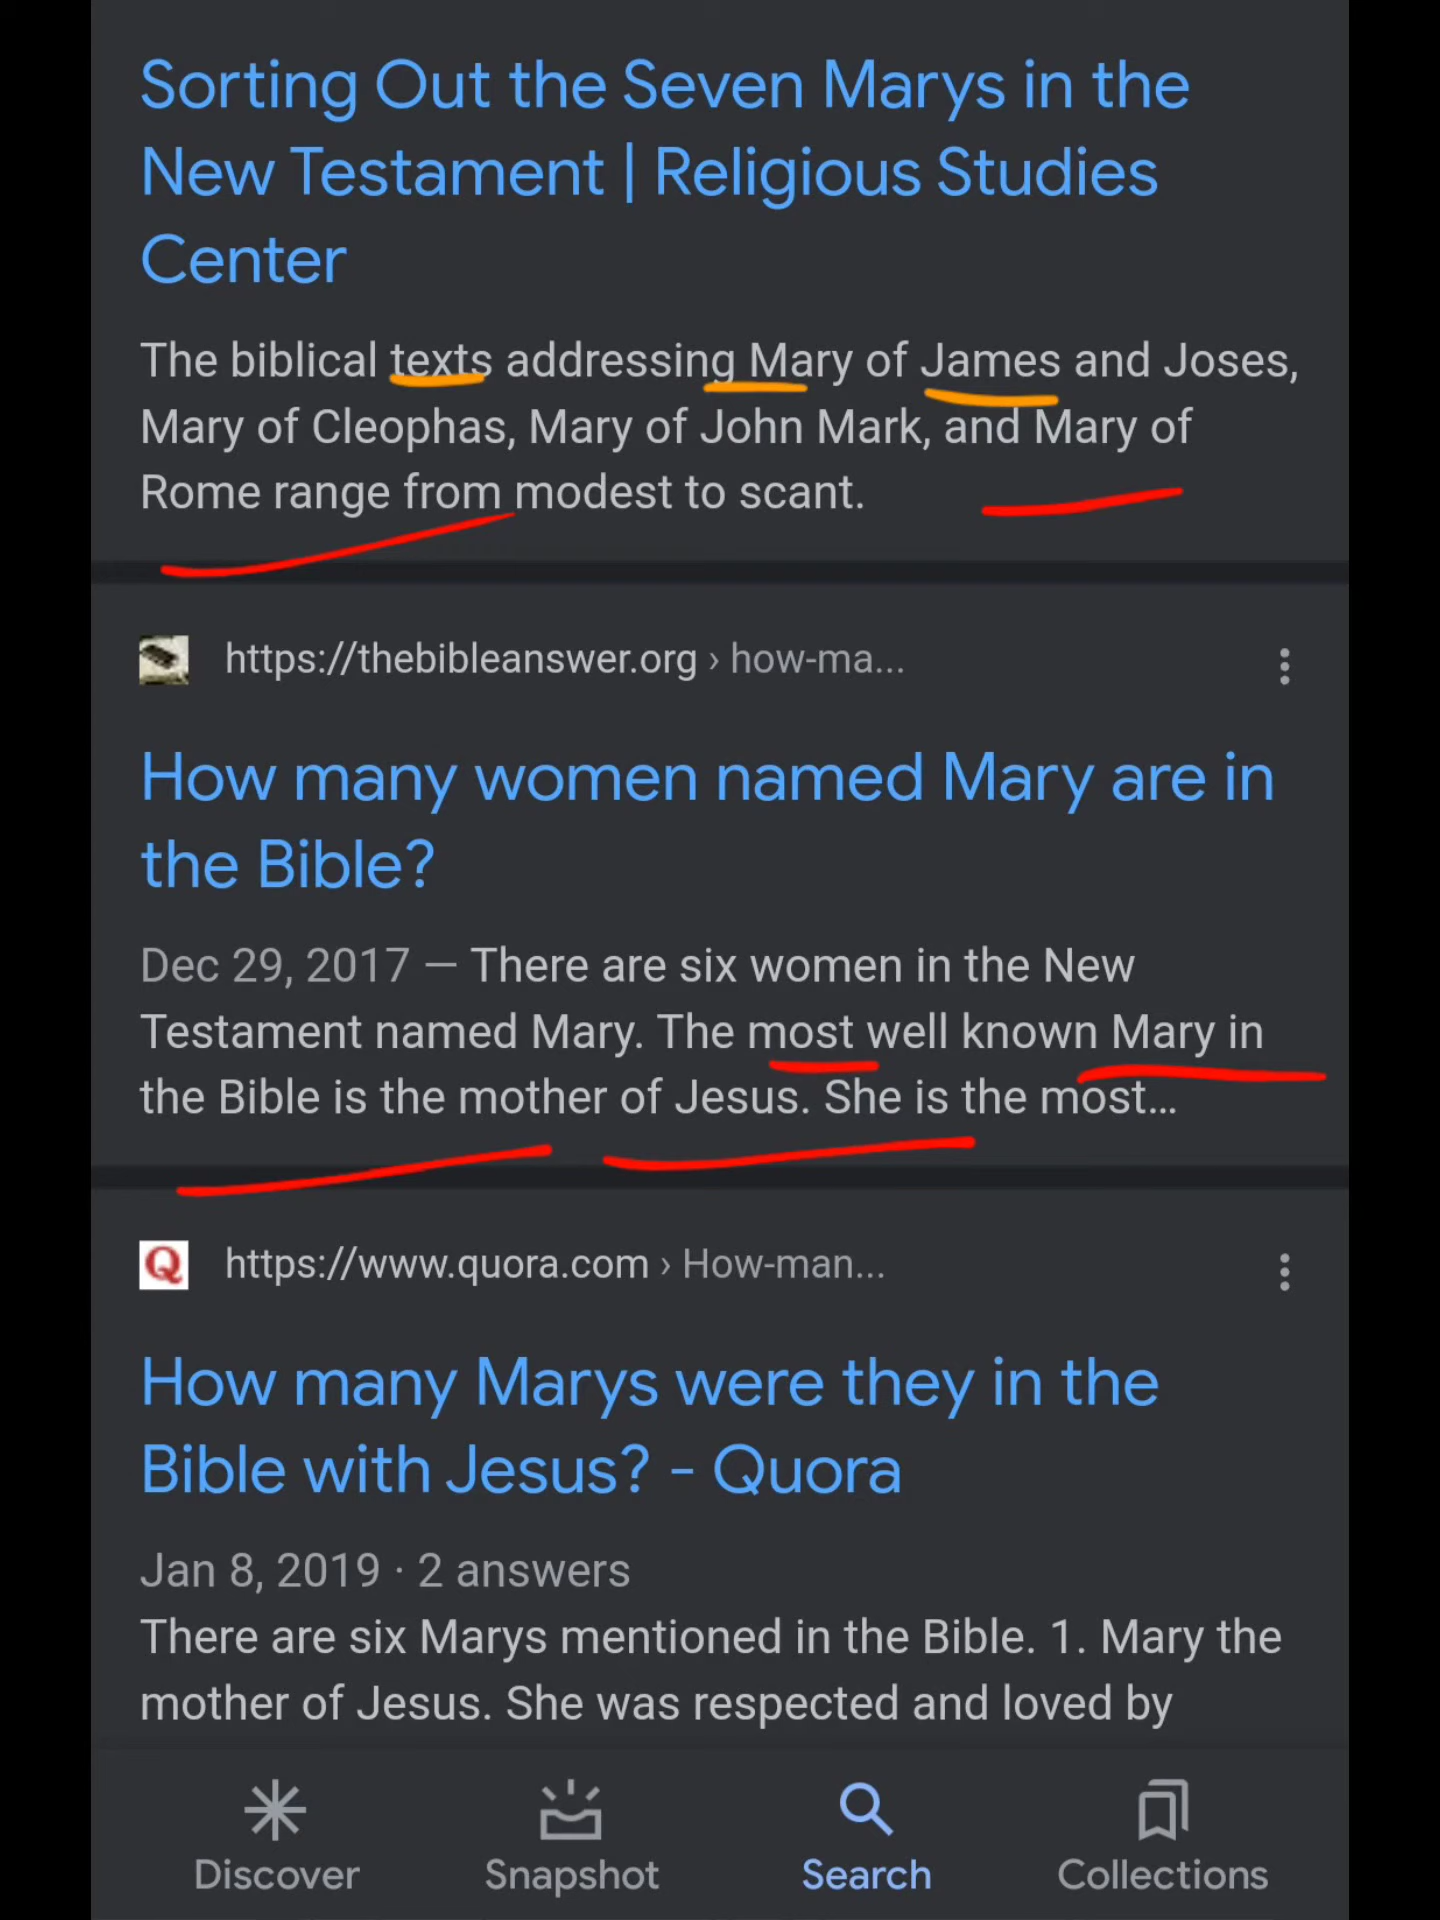 Sorting Out the Seven Marys in the
New Testament | Religious Studies
Center
The biblical texts addressing Mary of James and Joses,
Mary of Cleophas, Mary of John Mark, and Mary of
Rome range from modest to scant.
https://thebibleanswer.org › how-ma...
How many women named Mary are in
the Bible?
Dec 29, 2017 — There are six women in the New
Testament named Mary. The most well known Mary in
the Bible is the mother of Jesus. She is the most...
Q https://www.quora.com › How-man...
How many Marys were they in the
Bible with Jesus? - Quora
Jan 8, 2019 · 2 answers
There are six Marys mentioned in the Bible. 1. Mary the
mother of Jesus. She was respected and loved by
Discover Snapshot Search Collections